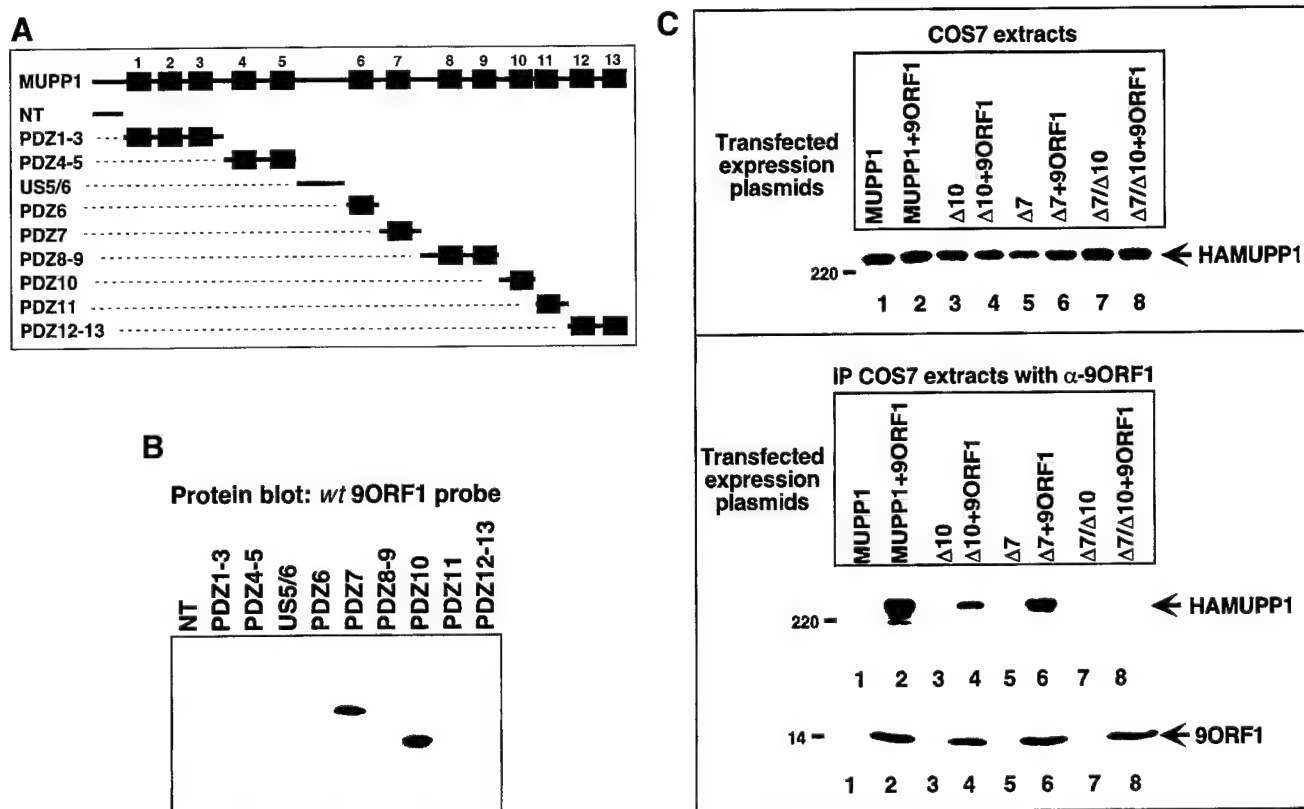 A
1 2 3 4 5 6 7 8 9 10 11 12 13
MUPP1
NT
PDZ1-3
PDZ4-5
US5/6
PDZ6
PDZ7
PDZ8-9
PDZ10
PDZ11
PDZ12-13
B
Protein blot: wt 9ORF1 probe
NT
PDZ1-3
PDZ4-5
US5/6
PDZ6
PDZ7
PDZ8-9
PDZ10
PDZ11
PDZ12-13
C
COS7 extracts
Transfected
expression
plasmids
MUPP1
MUPP1+9ORF1
Δ10
Δ10+9ORF1
Δ7
Δ7+9ORF1
Δ7/Δ10
Δ7/Δ10+9ORF1
220
HAMUPP1
1 2 3 4 5 6 7 8
IP COS7 extracts with α-9ORF1
Transfected
expression
plasmids
MUPP1
MUPP1+9ORF1
Δ10
Δ10+9ORF1
Δ7
Δ7+9ORF1
Δ7/Δ10
Δ7/Δ10+9ORF1
220
HAMUPP1
1 2 3 4 5 6 7 8
14
9ORF1
1 2 3 4 5 6 7 8